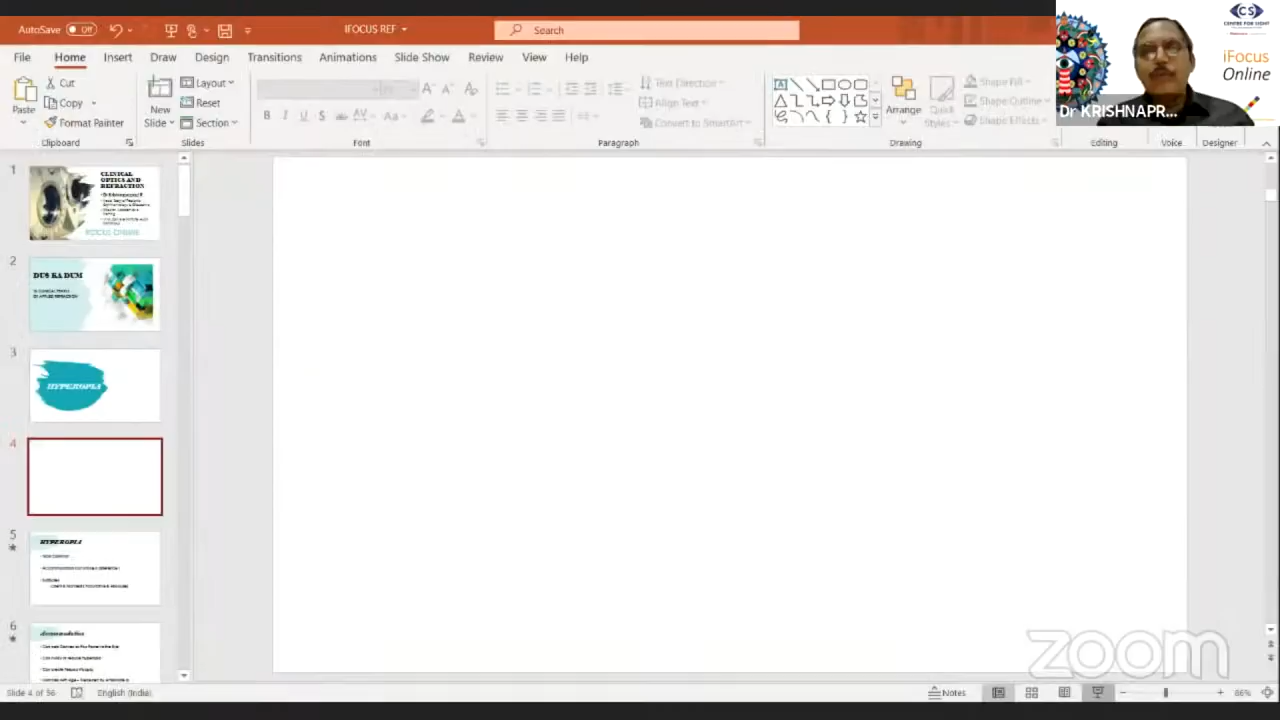 AutoSave Off
IFOCUS REF
Search
File Home Insert Draw Design Transitions Animations Slide Show Review View Help
Paste
Cut
Copy
Format Painter
Clipboard
New
Slide
Layout
Reset
Section
Slides
Font
Text Direction
Align Text
Convert to SmartArt
Paragraph
Arrange
Quick
Styles
Shape Fill
Shape Outline
Shape Effects
Drawing
Editing
Voice
Designer
CS
CENTRE FOR SIGHT
iFocus
Online
Dr KRISHNAPR...
1
CLINICAL
OPTICS AND
REFRACTION
IFOCUS ONLINE
2
DUS KA DUM
3
HYPEROPIA
4
5
HYPEROPIA
6
Accommodation
zoom
Slide 4 of 56
English (India)
Notes
86%